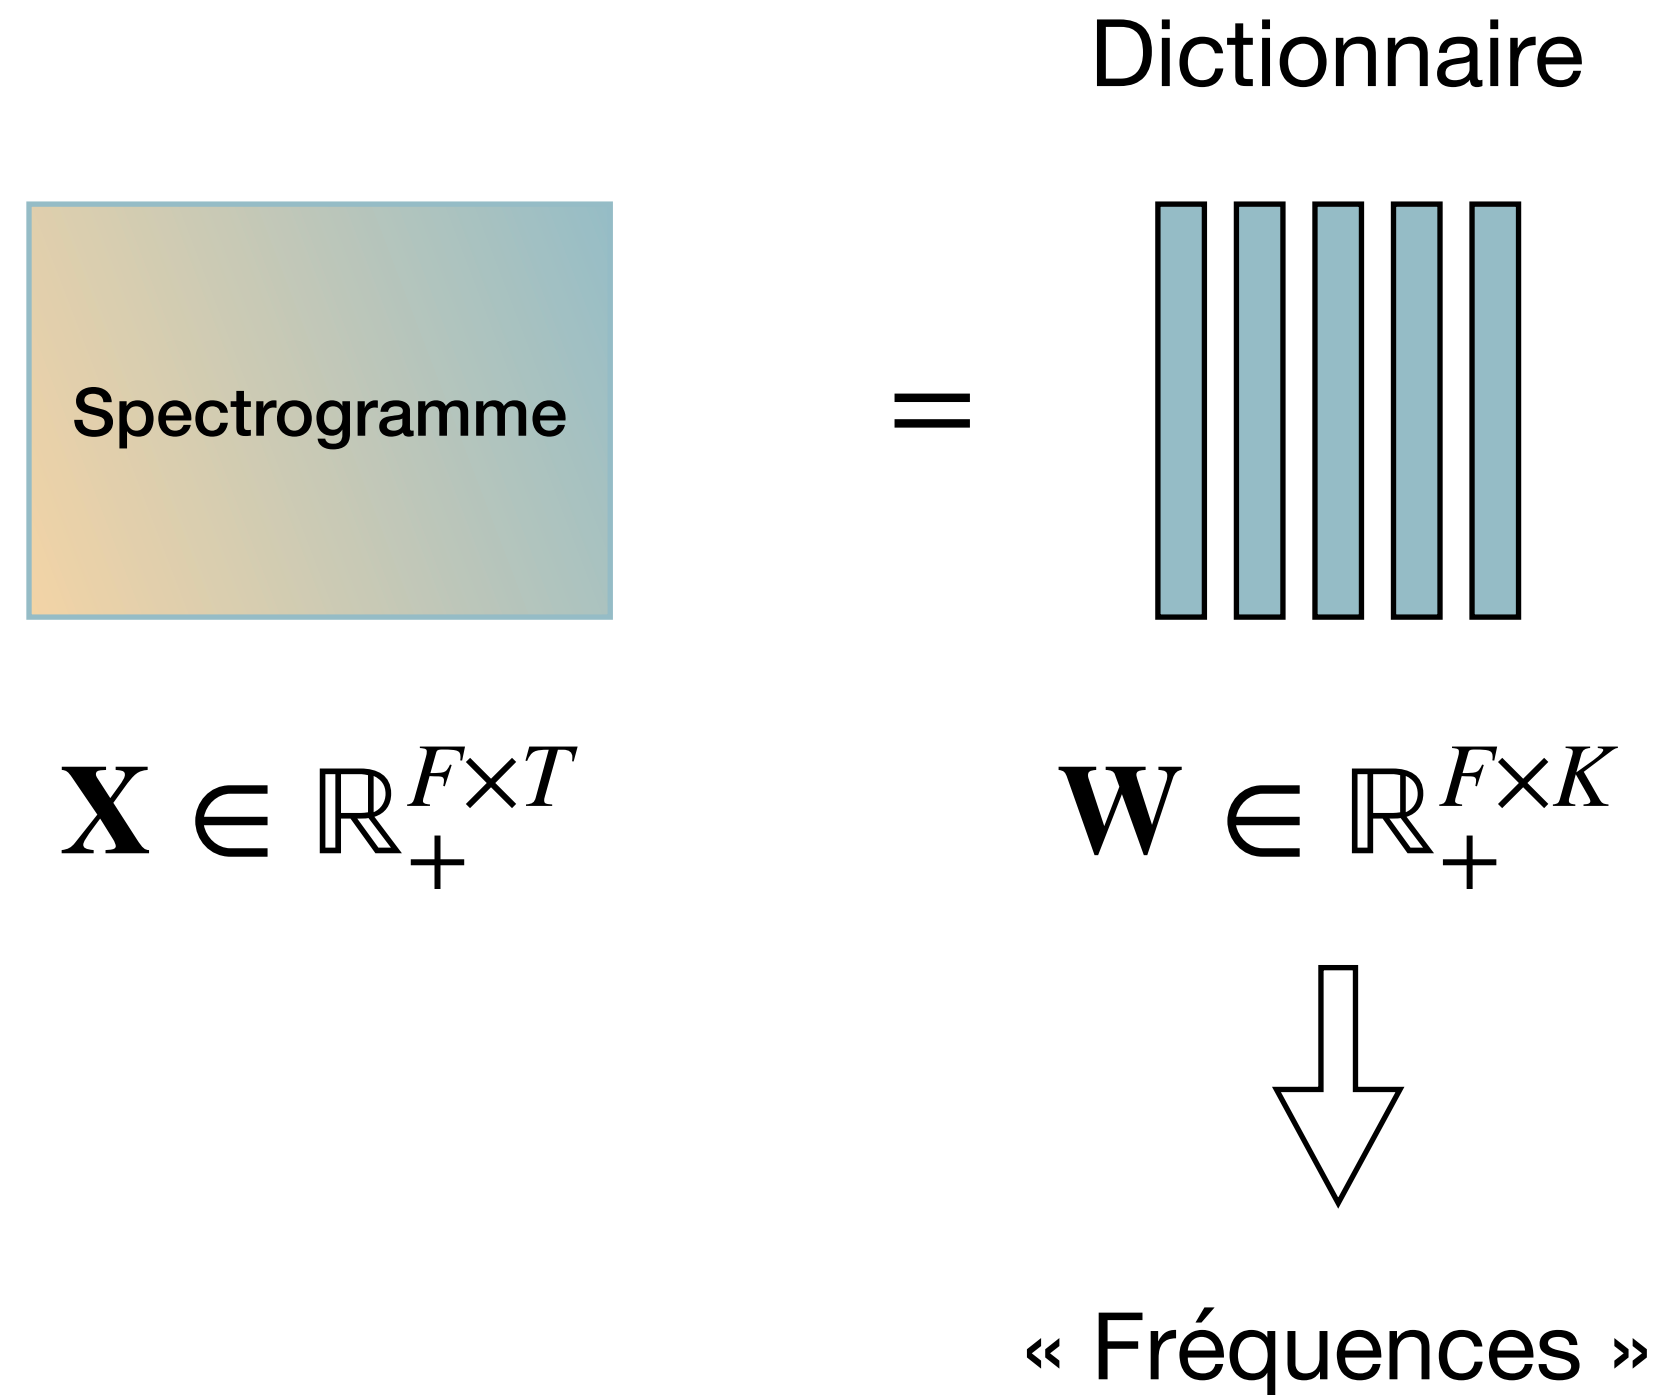 Dictionnaire
Spectrogramme
=
X ∈ ℝ₊^{F×T}
W ∈ ℝ₊^{F×K}
« Fréquences »